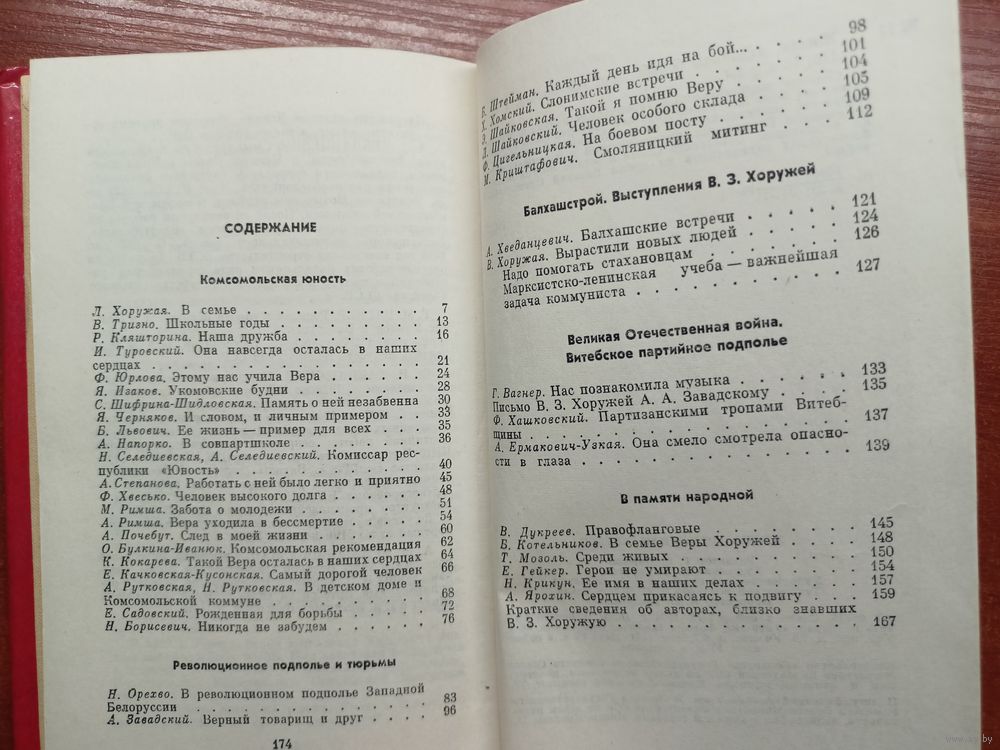 СОДЕРЖАНИЕ
Комсомольская юность
Л. Хоружая. В семье . . . . . . . . . . . 7
В. Тризно. Школьные годы . . . . . . . . . 13
Р. Кляшторина. Наша дружба . . . . . . . . 16
И. Туровский. Она навсегда осталась в наших
сердцах . . . . . . . . . . . . . . . 21
Ф. Юрлова. Этому нас учила Вера . . . . . . 24
Я. Изаков. Укомовские будни . . . . . . . . 28
С. Шифрина-Шидловская. Память о ней незабвенна 30
Я. Черняков. И словом, и личным примером . . 33
Б. Львович. Ее жизнь — пример для всех . . . 35
А. Напорко. В совпартшколе . . . . . . . . 36
Н. Селедиевская, А. Селедиевский. Комиссар рес-
публики «Юность» . . . . . . . . . . . . 40
А. Степанова. Работать с ней было легко и приятно 45
Ф. Хвесько. Человек высокого долга . . . . . 48
М. Римша. Забота о молодежи . . . . . . . 51
А. Римша. Вера уходила в бессмертие . . . . 54
А. Почебут. След в моей жизни . . . . . . . 60
О. Булкина-Иванюк. Комсомольская рекомендация 62
К. Кокарева. Такой Вера осталась в наших сердцах 64
Е. Качковская-Кусонская. Самый дорогой человек 66
А. Рутковская, Н. Рутковская. В детском доме и
Комсомольской коммуне . . . . . . . . . . 68
Е. Садовский. Рожденная для борьбы . . . . . 72
Н. Борисевич. Никогда не забудем . . . . . . 76
Революционное подполье и тюрьмы
Н. Орехво. В революционном подполье Западной
Белоруссии . . . . . . . . . . . . . . 83
А. Завадский. Верный товарищ и друг . . . . 96
174
Б. Штейман. Каждый день идя на бой... . . . . 98
Х. Хомский. Слонимские встречи . . . . . . . 101
Э. Шайковская. Такой я помню Веру . . . . . 104
Л. Шайковский. Человек особого склада . . . . 105
Ф. Цигельницкая. На боевом посту . . . . . . 109
М. Криштафович. Смоляницкий митинг . . . 112
Балхашстрой. Выступления В. З. Хоружей
А. Хведанцевич. Балхашские встречи . . . . . 121
В. Хоружая. Вырастили новых людей . . . . . 124
Надо помогать стахановцам . . . . . . . . 126
Марксистско-ленинская учеба — важнейшая
задача коммуниста . . . . . . . . . . . . 127
Великая Отечественная война.
Витебское партийное подполье
Г. Вагнер. Нас познакомила музыка . . . . . 133
Письмо В. З. Хоружей А. А. Завадскому . . . . 135
Ф. Хашковский. Партизанскими тропами Витеб-
щины . . . . . . . . . . . . . . . . 137
А. Ермакович-Узкая. Она смело смотрела опасно-
сти в глаза . . . . . . . . . . . . . . 139
В памяти народной
В. Дукреев. Правофланговые . . . . . . . . 145
Б. Котельников. В семье Веры Хоружей . . . . 148
Т. Мозоль. Среди живых . . . . . . . . . . 150
Е. Гейкер. Герои не умирают . . . . . . . . 154
Н. Крикун. Ее имя в наших делах . . . . . . 157
А. Ярохин. Сердцем прикасаясь к подвигу . . . 159
Краткие сведения об авторах, близко знавших
В. З. Хоружую . . . . . . . . . . . . . 167